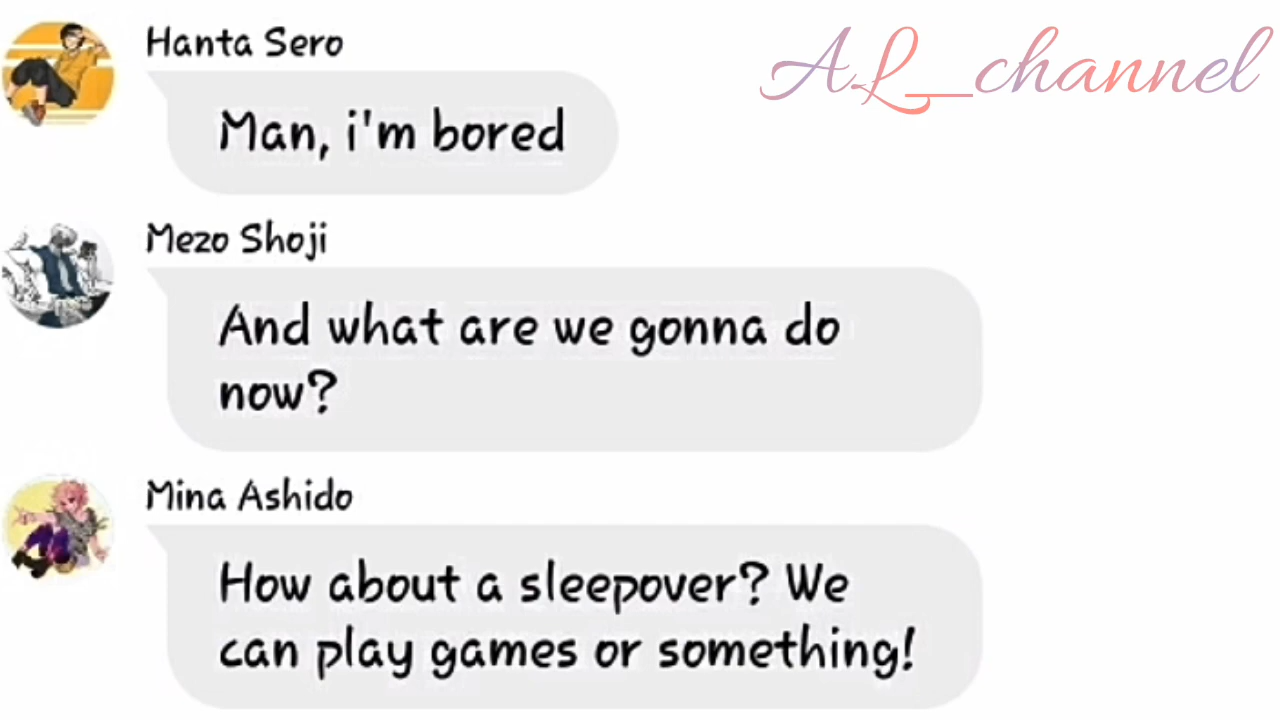 Hanta Sero
AL_channel
Man, i'm bored
Mezo Shoji
And what are we gonna do
now?
Mina Ashido
How about a sleepover? We
can play games or something!